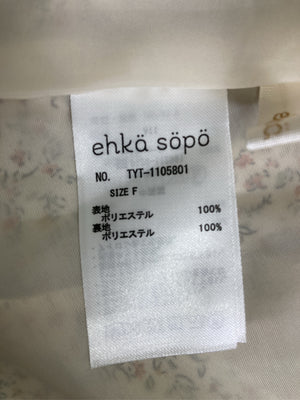 ehkä söpö
NO. TYT-1105801
SIZE F
表地
ポリエステル 100%
裏地
ポリエステル 100%